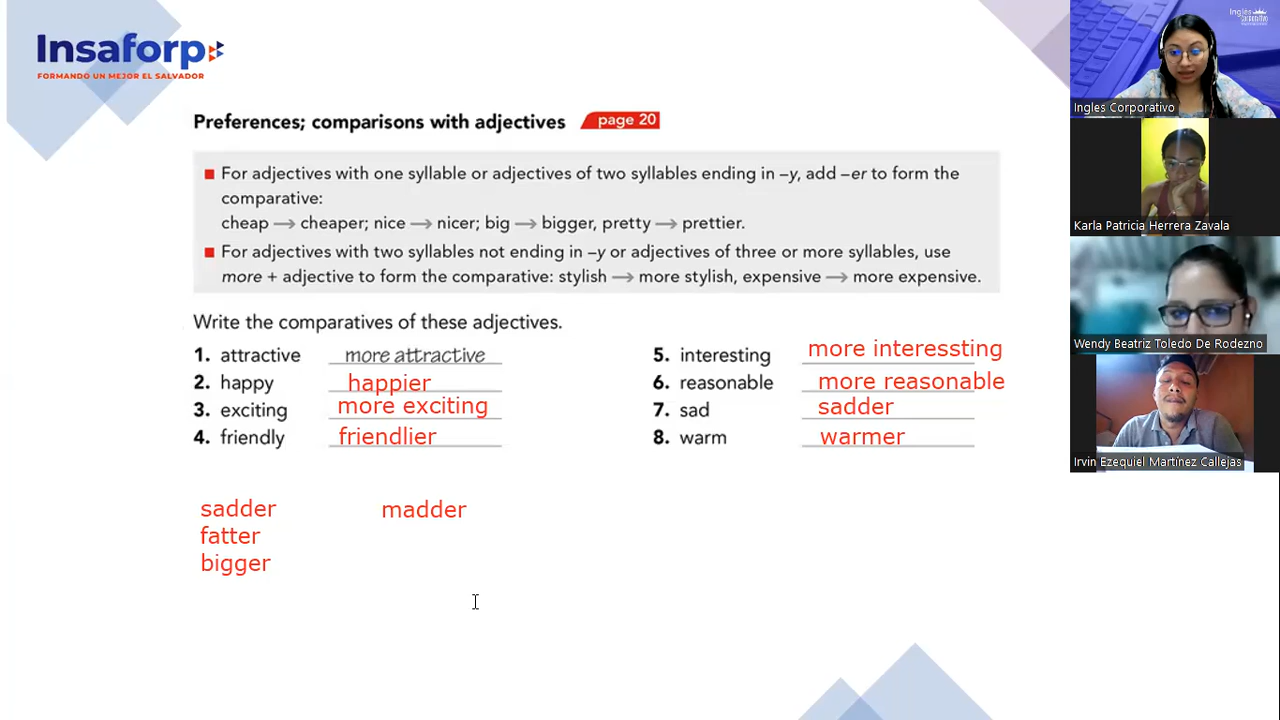 Insaforp
FORMANDO UN MEJOR EL SALVADOR
Preferences; comparisons with adjectives page 20
For adjectives with one syllable or adjectives of two syllables ending in –y, add –er to form the
comparative:
cheap → cheaper; nice → nicer; big → bigger, pretty → prettier.
For adjectives with two syllables not ending in –y or adjectives of three or more syllables, use
more + adjective to form the comparative: stylish → more stylish, expensive → more expensive.
Write the comparatives of these adjectives.
1. attractive more attractive
2. happy happier
3. exciting more exciting
4. friendly friendlier
5. interesting more interessting
6. reasonable more reasonable
7. sad sadder
8. warm warmer
sadder madder
fatter
bigger
Ingles
Ingles Corporativo
Karla Patricia Herrera Zavala
Wendy Beatriz Toledo De Rodezno
Irvin Ezequiel Martínez Callejas